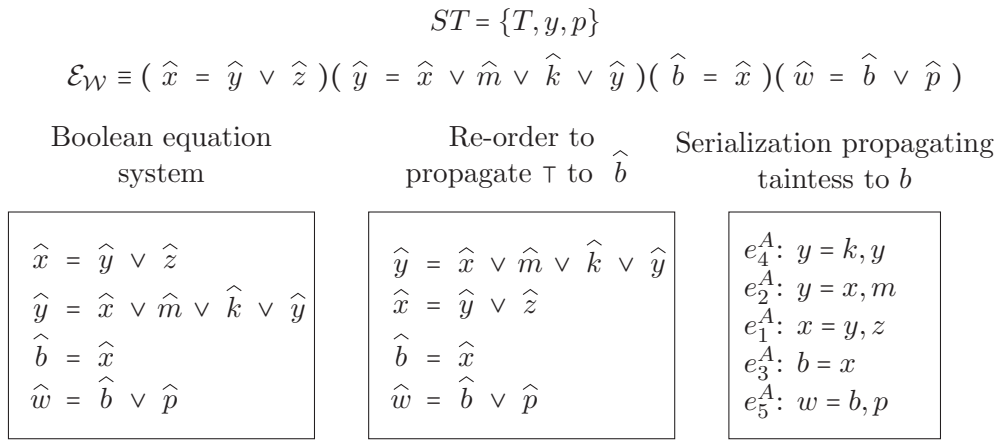 ST = {T, y, p}
ℰ_𝒲 ≡ ( x̂ = ŷ ∨ ẑ )( ŷ = x̂ ∨ m̂ ∨ k̂ ∨ ŷ )( b̂ = x̂ )( ŵ = b̂ ∨ p̂ )
Boolean equation
system
x̂ = ŷ ∨ ẑ
ŷ = x̂ ∨ m̂ ∨ k̂ ∨ ŷ
b̂ = x̂
ŵ = b̂ ∨ p̂
Re-order to
propagate ⊤ to b̂
ŷ = x̂ ∨ m̂ ∨ k̂ ∨ ŷ
x̂ = ŷ ∨ ẑ
b̂ = x̂
ŵ = b̂ ∨ p̂
Serialization propagating
taintess to b
e₄ᴬ: y = k, y
e₂ᴬ: y = x, m
e₁ᴬ: x = y, z
e₃ᴬ: b = x
e₅ᴬ: w = b, p